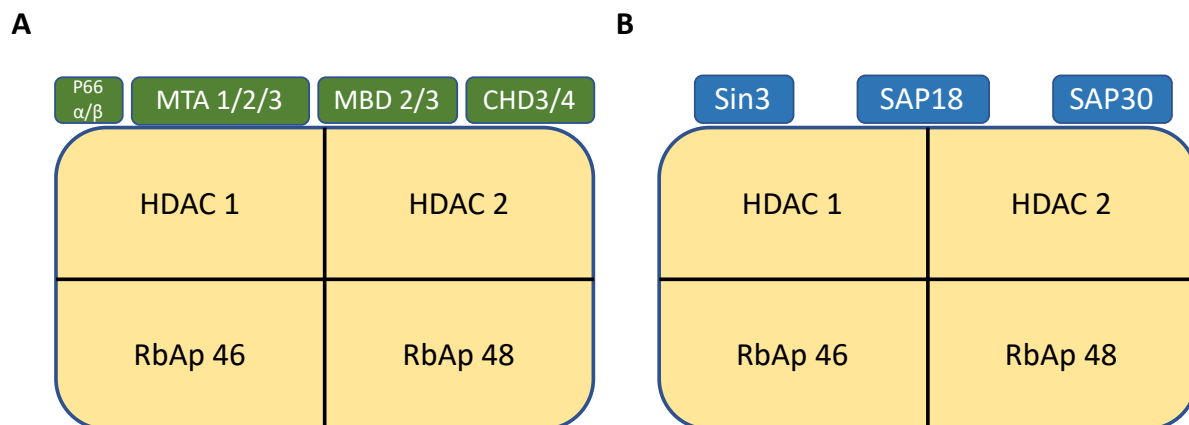 A
B
P66
α/β
MTA 1/2/3
MBD 2/3
CHD3/4
Sin3
SAP18
SAP30
HDAC 1
HDAC 2
HDAC 1
HDAC 2
RbAp 46
RbAp 48
RbAp 46
RbAp 48